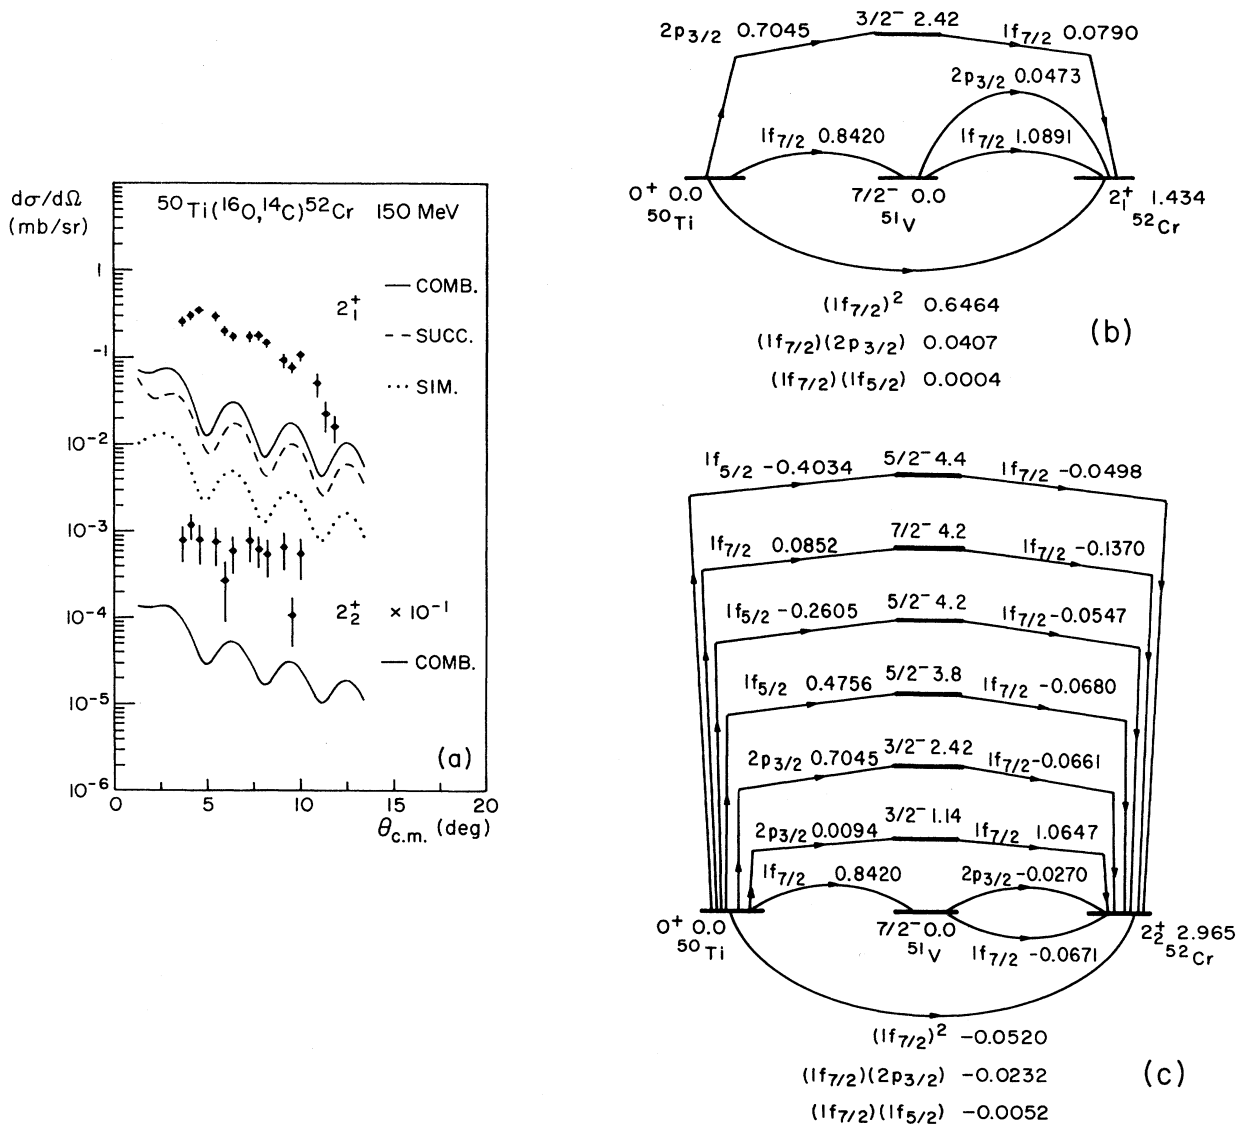 dσ/dΩ
(mb/sr)
⁵⁰Ti(¹⁶O,¹⁴C)⁵²Cr 150 MeV
2₁⁺
— COMB.
-- SUCC.
··· SIM.
2₂⁺ × 10⁻¹
— COMB.
(a)
1
10⁻¹
10⁻²
10⁻³
10⁻⁴
10⁻⁵
10⁻⁶
0 5 10 15 20
θc.m. (deg)
2p3/2 0.7045 3/2⁻ 2.42 1f7/2 0.0790
2p3/2 0.0473
1f7/2 0.8420 1f7/2 1.0891
0⁺ 0.0 7/2⁻ 0.0 2₁⁺ 1.434
⁵⁰Ti ⁵¹V ⁵²Cr
(1f7/2)² 0.6464
(1f7/2)(2p3/2) 0.0407
(1f7/2)(1f5/2) 0.0004
(b)
1f5/2 -0.4034 5/2⁻ 4.4 1f7/2 -0.0498
1f7/2 0.0852 7/2⁻ 4.2 1f7/2 -0.1370
1f5/2 -0.2605 5/2⁻ 4.2 1f7/2 -0.0547
1f5/2 0.4756 5/2⁻ 3.8 1f7/2 -0.0680
2p3/2 0.7045 3/2⁻ 2.42 1f7/2 -0.0661
2p3/2 0.0094 3/2⁻ 1.14 1f7/2 1.0647
1f7/2 0.8420 2p3/2 -0.0270
0⁺ 0.0 7/2⁻ 0.0 1f7/2 -0.0671 2₂⁺ 2.965
⁵⁰Ti ⁵¹V ⁵²Cr
(1f7/2)² -0.0520
(1f7/2)(2p3/2) -0.0232
(1f7/2)(1f5/2) -0.0052
(c)